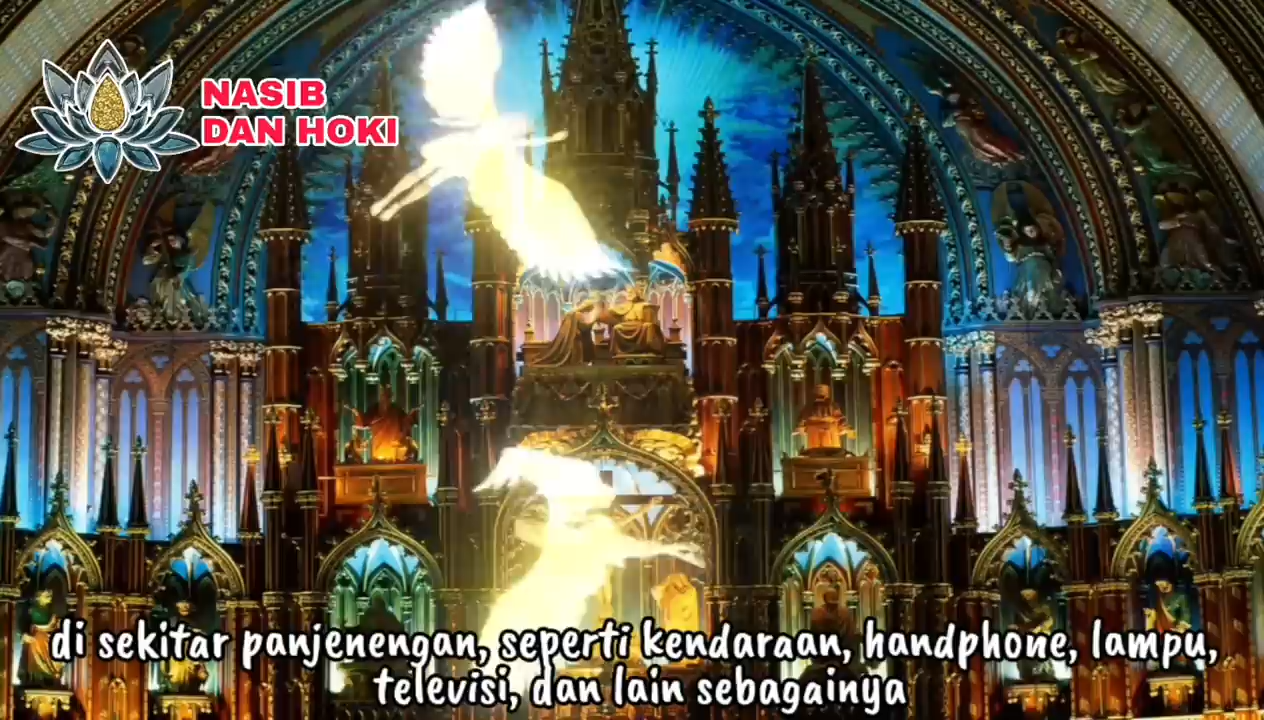 NASIB
DAN HOKI
di sekitar panjenengan, seperti kendaraan, handphone, lampu,
televisi, dan lain sebagainya